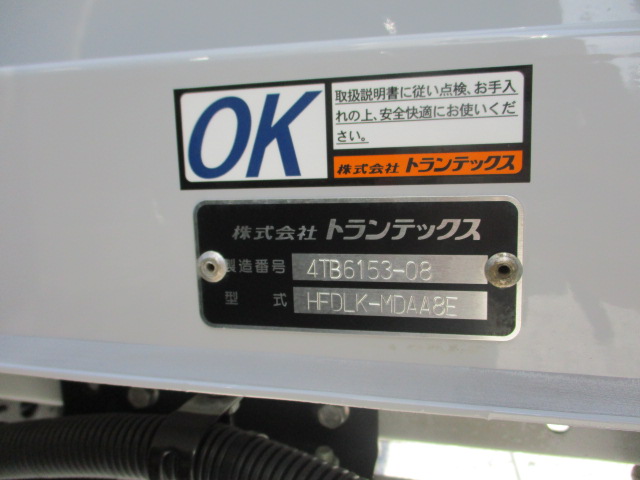 OK
取扱説明書に従い点検、お手入
れの上、安全快適にお使いくだ
さい。
株式会社 トランテックス
株式会社 トランテックス
製造番号 4TB6153-08
型式 HFDLK-MDAA8E